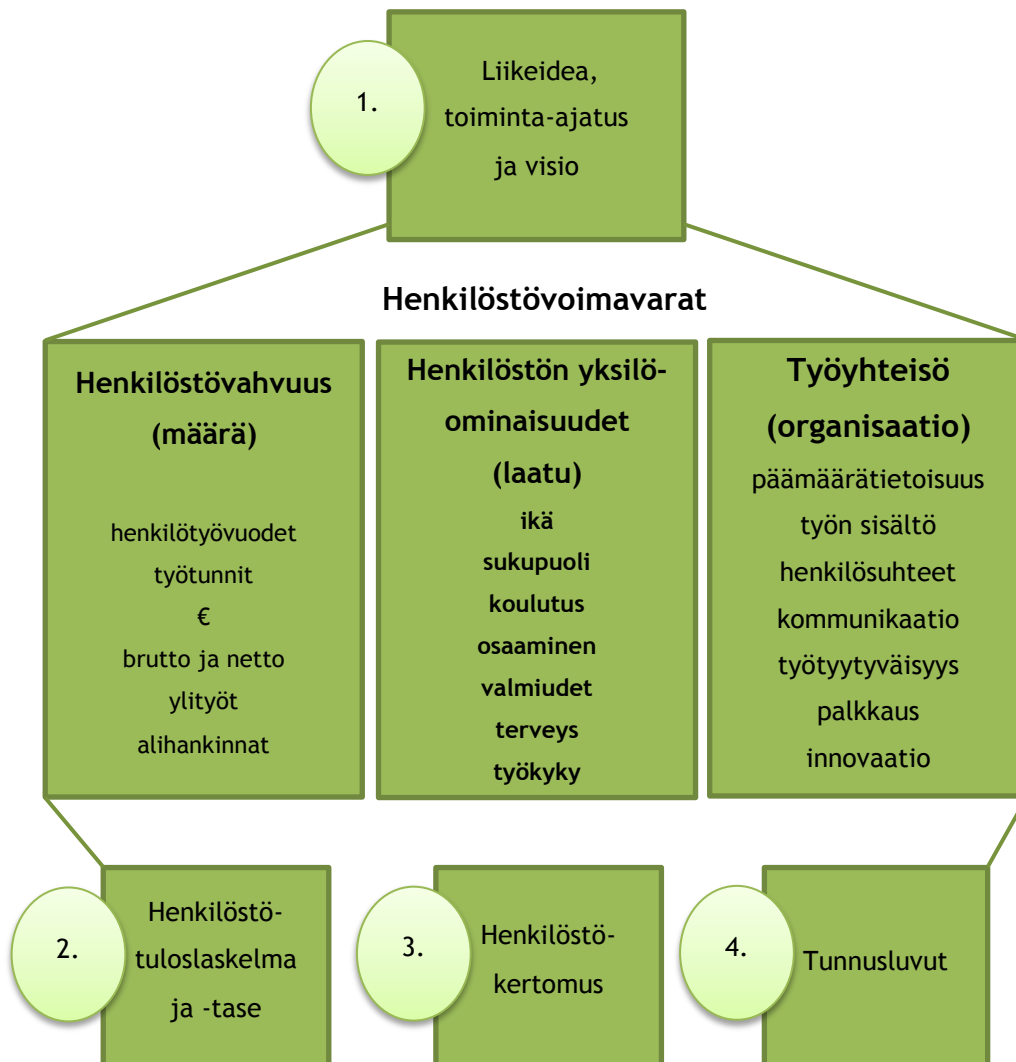 1.
Liikeidea,
toiminta-ajatus
ja visio
Henkilöstövoimavarat
Henkilöstövahvuus
(määrä)
henkilötyövuodet
työtunnit
€
brutto ja netto
ylityöt
alihankinnat
Henkilöstön yksilö-
ominaisuudet
(laatu)
ikä
sukupuoli
koulutus
osaaminen
valmiudet
terveys
työkyky
Työyhteisö
(organisaatio)
päämäärätietoisuus
työn sisältö
henkilösuhteet
kommunikaatio
työtyytyväisyys
palkkaus
innovaatio
2.
Henkilöstö-
tuloslaskelma
ja -tase
3.
Henkilöstö-
kertomus
4.
Tunnusluvut